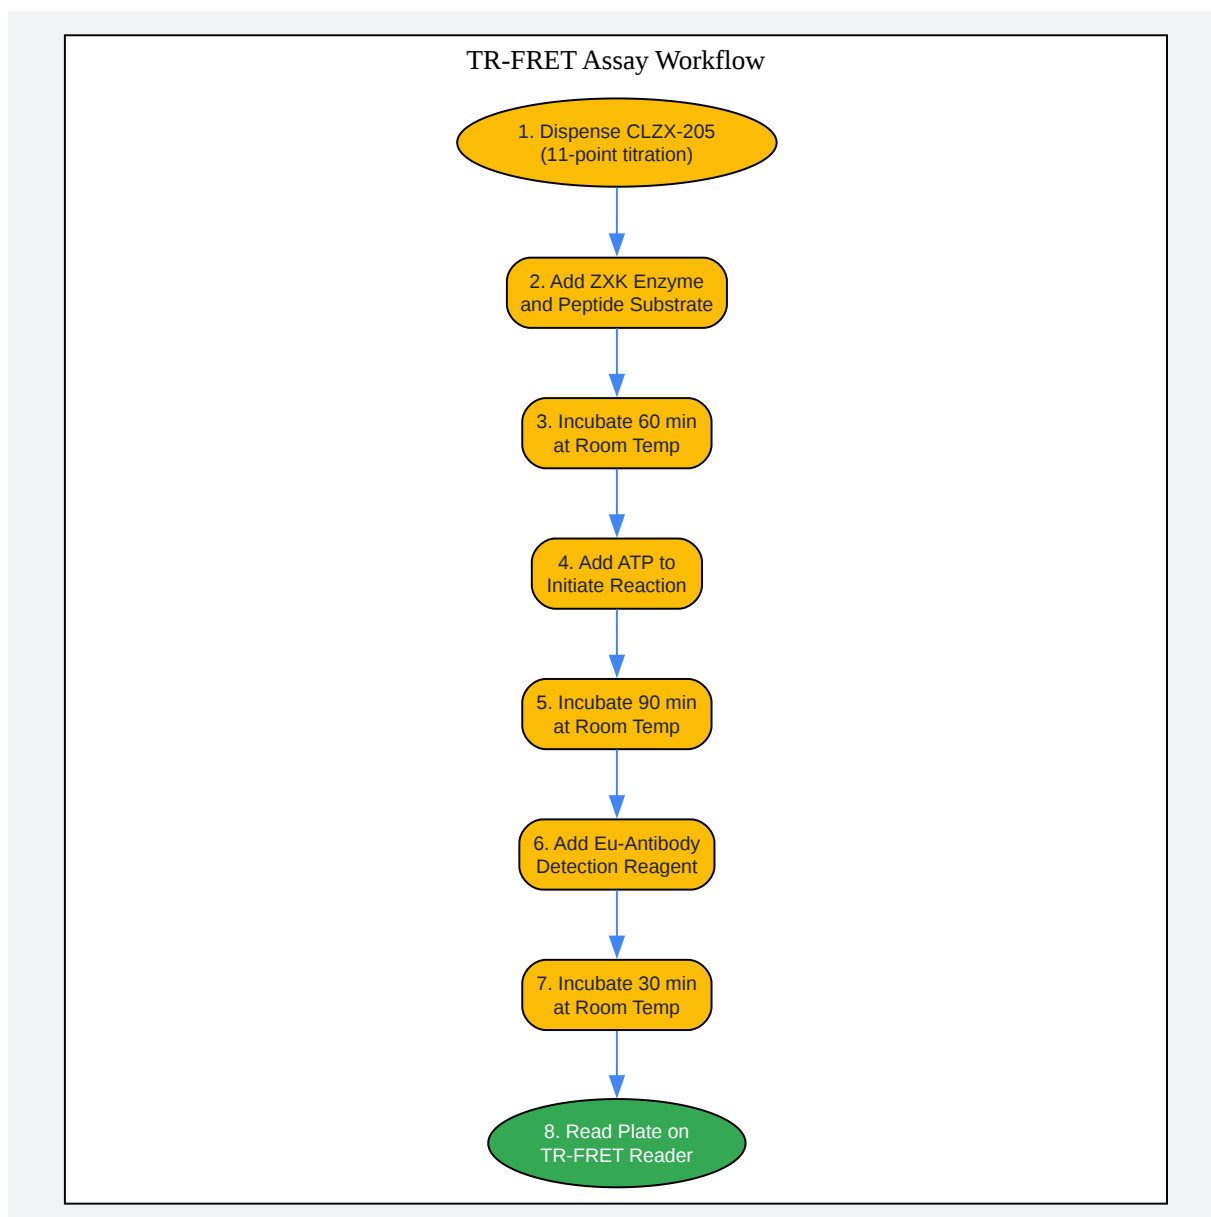 TR-FRET Assay Workflow
1. Dispense CLZX-205
(11-point titration)
2. Add ZXK Enzyme
and Peptide Substrate
3. Incubate 60 min
at Room Temp
4. Add ATP to
Initiate Reaction
5. Incubate 90 min
at Room Temp
6. Add Eu-Antibody
Detection Reagent
7. Incubate 30 min
at Room Temp
8. Read Plate on
TR-FRET Reader